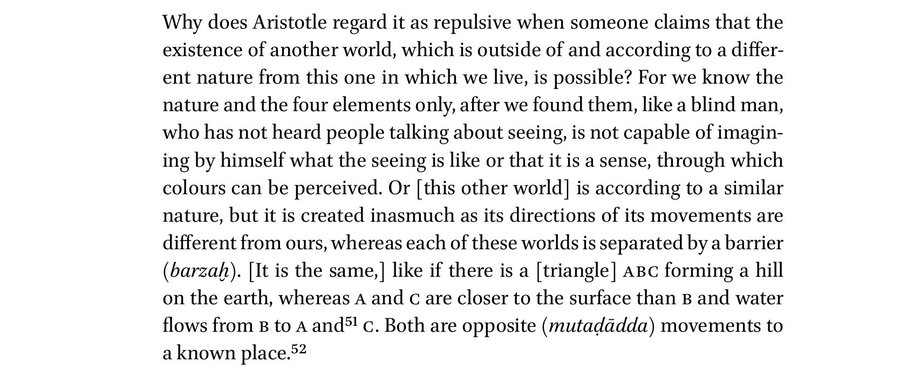 Why does Aristotle regard it as repulsive when someone claims that the
existence of another world, which is outside of and according to a differ-
ent nature from this one in which we live, is possible? For we know the
nature and the four elements only, after we found them, like a blind man,
who has not heard people talking about seeing, is not capable of imagin-
ing by himself what the seeing is like or that it is a sense, through which
colours can be perceived. Or [this other world] is according to a similar
nature, but it is created inasmuch as its directions of its movements are
different from ours, whereas each of these worlds is separated by a barrier
(barzaḫ). [It is the same,] like if there is a [triangle] ABC forming a hill
on the earth, whereas A and C are closer to the surface than B and water
flows from B to A and⁵¹ C. Both are opposite (mutaḍādda) movements to
a known place.⁵²